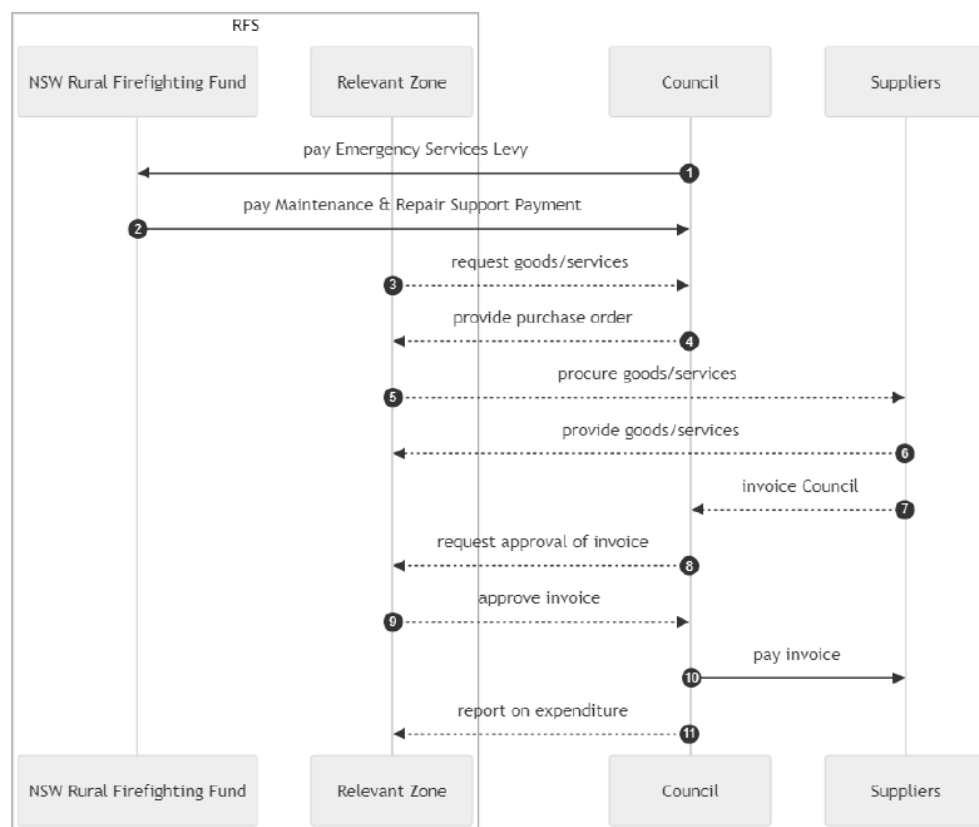 RFS
NSW Rural Firefighting Fund
Relevant Zone
Council
Suppliers
pay Emergency Services Levy
1
pay Maintenance & Repair Support Payment
2
request goods/services
3
provide purchase order
4
procure goods/services
5
provide goods/services
6
invoice Council
7
request approval of invoice
8
approve invoice
9
pay invoice
10
report on expenditure
11
NSW Rural Firefighting Fund
Relevant Zone
Council
Suppliers